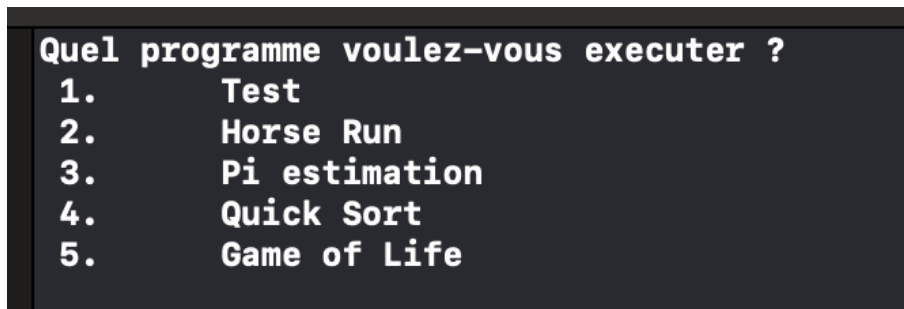 Quel programme voulez-vous executer ?
1. Test
2. Horse Run
3. Pi estimation
4. Quick Sort
5. Game of Life